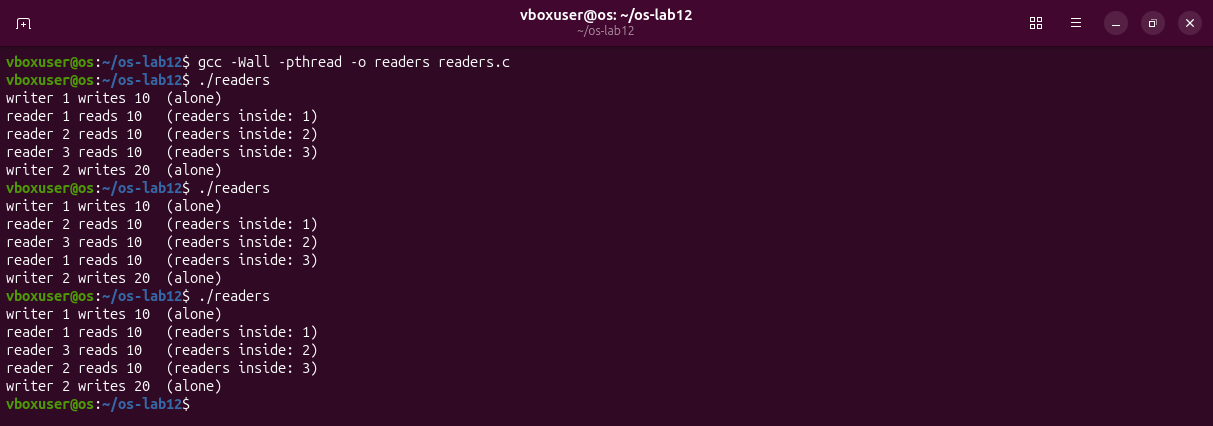 vboxuser@os: ~/os-lab12
~/os-lab12
vboxuser@os:~/os-lab12$ gcc -Wall -pthread -o readers readers.c
vboxuser@os:~/os-lab12$ ./readers
writer 1 writes 10  (alone)
reader 1 reads 10   (readers inside: 1)
reader 2 reads 10   (readers inside: 2)
reader 3 reads 10   (readers inside: 3)
writer 2 writes 20  (alone)
vboxuser@os:~/os-lab12$ ./readers
writer 1 writes 10  (alone)
reader 2 reads 10   (readers inside: 1)
reader 3 reads 10   (readers inside: 2)
reader 1 reads 10   (readers inside: 3)
writer 2 writes 20  (alone)
vboxuser@os:~/os-lab12$ ./readers
writer 1 writes 10  (alone)
reader 1 reads 10   (readers inside: 1)
reader 3 reads 10   (readers inside: 2)
reader 2 reads 10   (readers inside: 3)
writer 2 writes 20  (alone)
vboxuser@os:~/os-lab12$